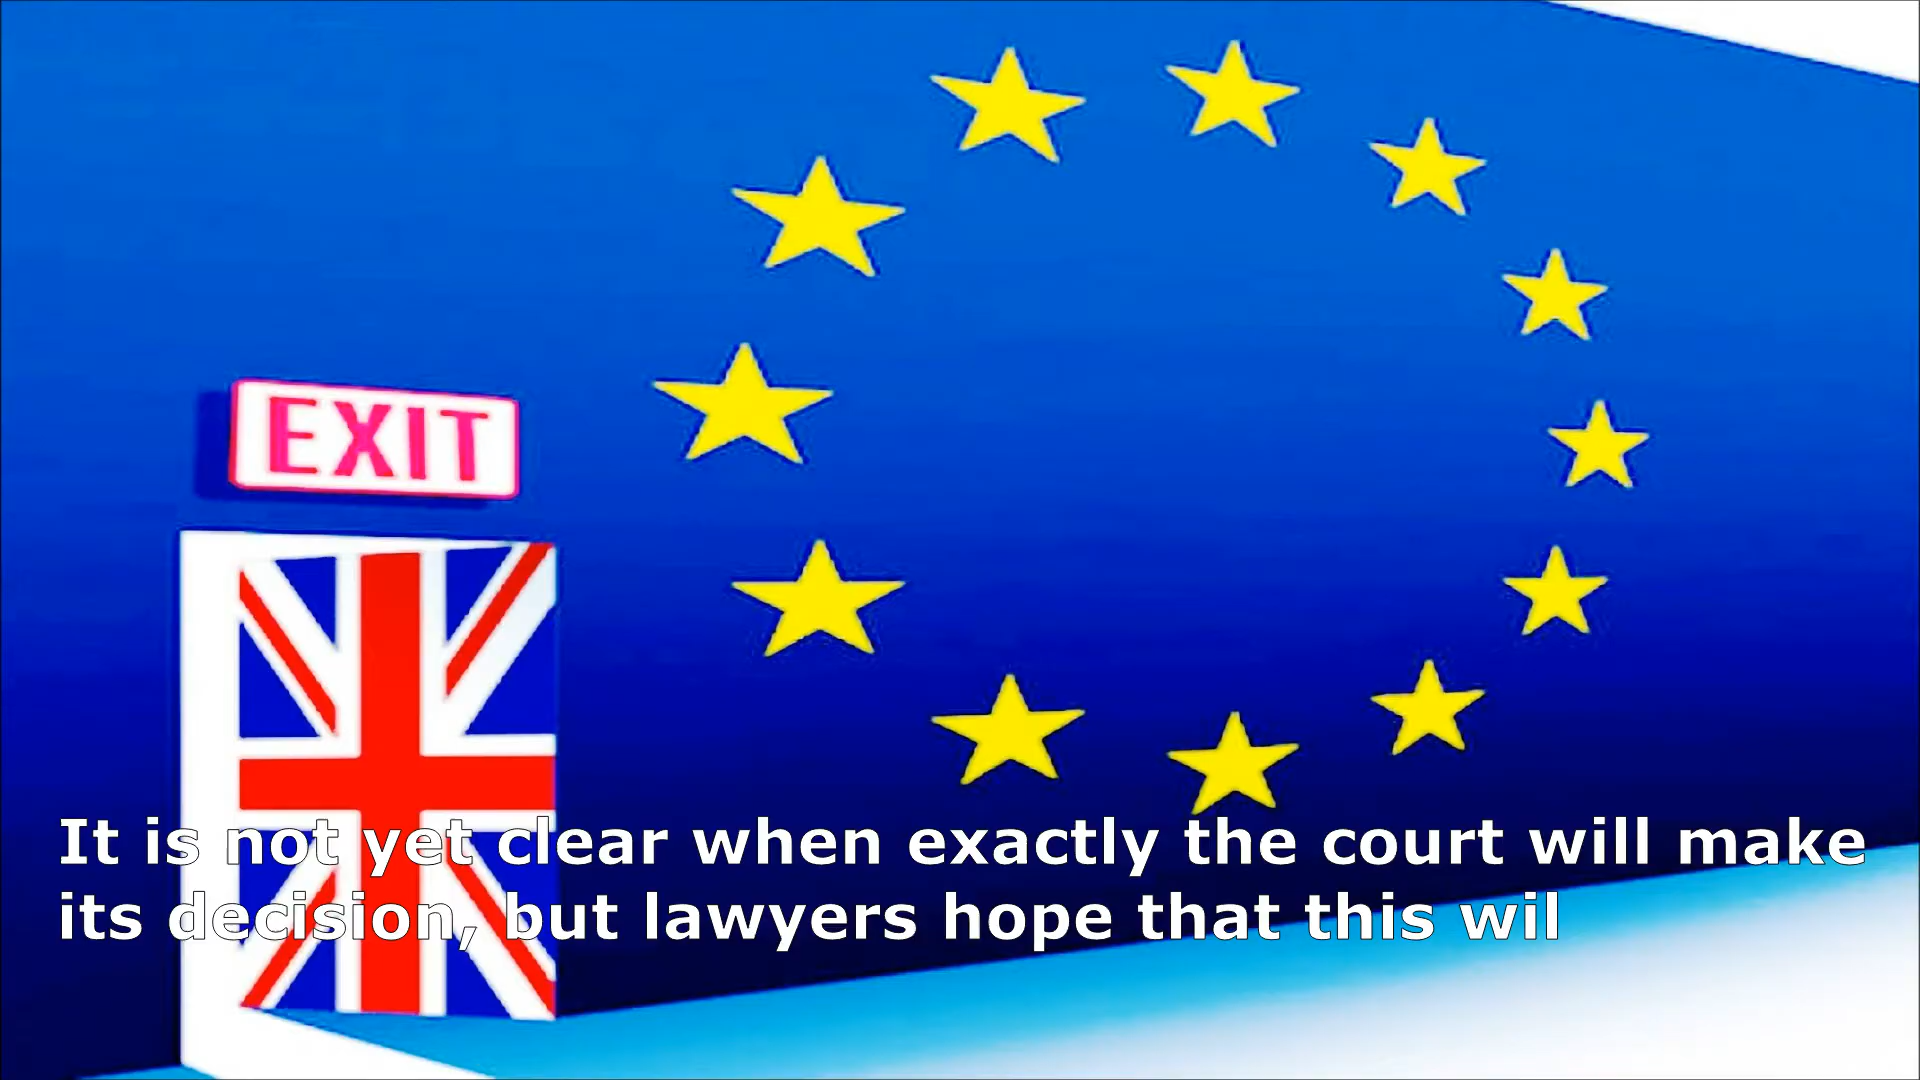 EXIT
It is not yet clear when exactly the court will make
its decision, but lawyers hope that this wil